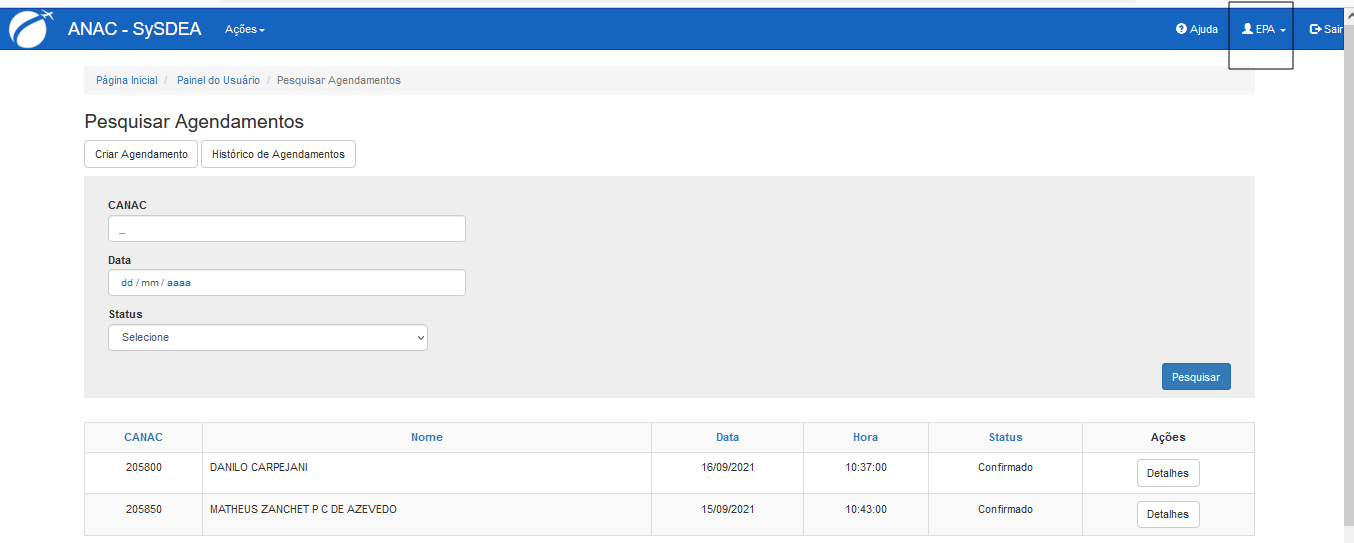 ANAC - SySDEA Ações Ajuda EPA Sair
Página Inicial / Painel do Usuário / Pesquisar Agendamentos
Pesquisar Agendamentos
Criar Agendamento Histórico de Agendamentos
CANAC
_
Data
dd / mm / aaaa
Status
Selecione
Pesquisar
CANAC Nome Data Hora Status Ações
205800 DANILO CARPEJANI 16/09/2021 10:37:00 Confirmado Detalhes
205850 MATHEUS ZANCHET P C DE AZEVEDO 15/09/2021 10:43:00 Confirmado Detalhes